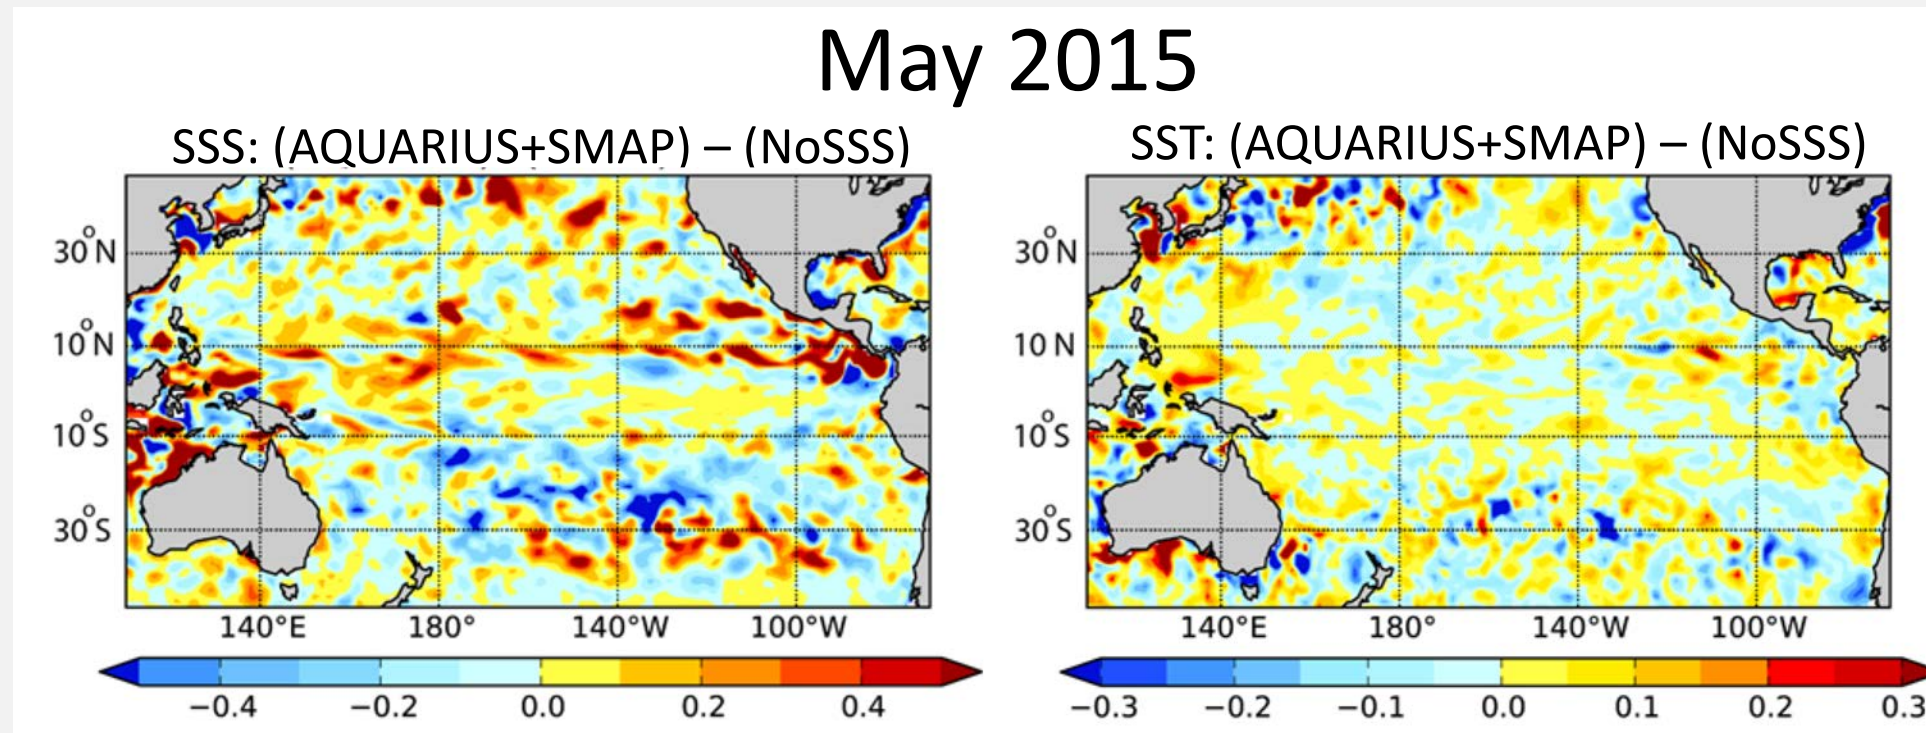 May 2015
SSS: (AQUARIUS+SMAP) – (NoSSS)
SST: (AQUARIUS+SMAP) – (NoSSS)
30°N
10°N
10°S
30°S
140°E 180° 140°W 100°W
−0.4 −0.2 0.0 0.2 0.4
30°N
10°N
10°S
30°S
140°E 180° 140°W 100°W
−0.3 −0.2 −0.1 0.0 0.1 0.2 0.3